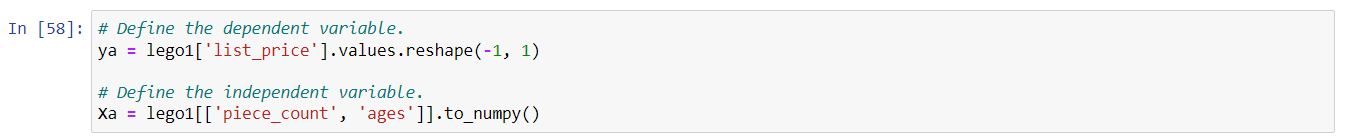 In [58]: # Define the dependent variable.
ya = lego1['list_price'].values.reshape(-1, 1)
# Define the independent variable.
Xa = lego1[['piece_count', 'ages']].to_numpy()